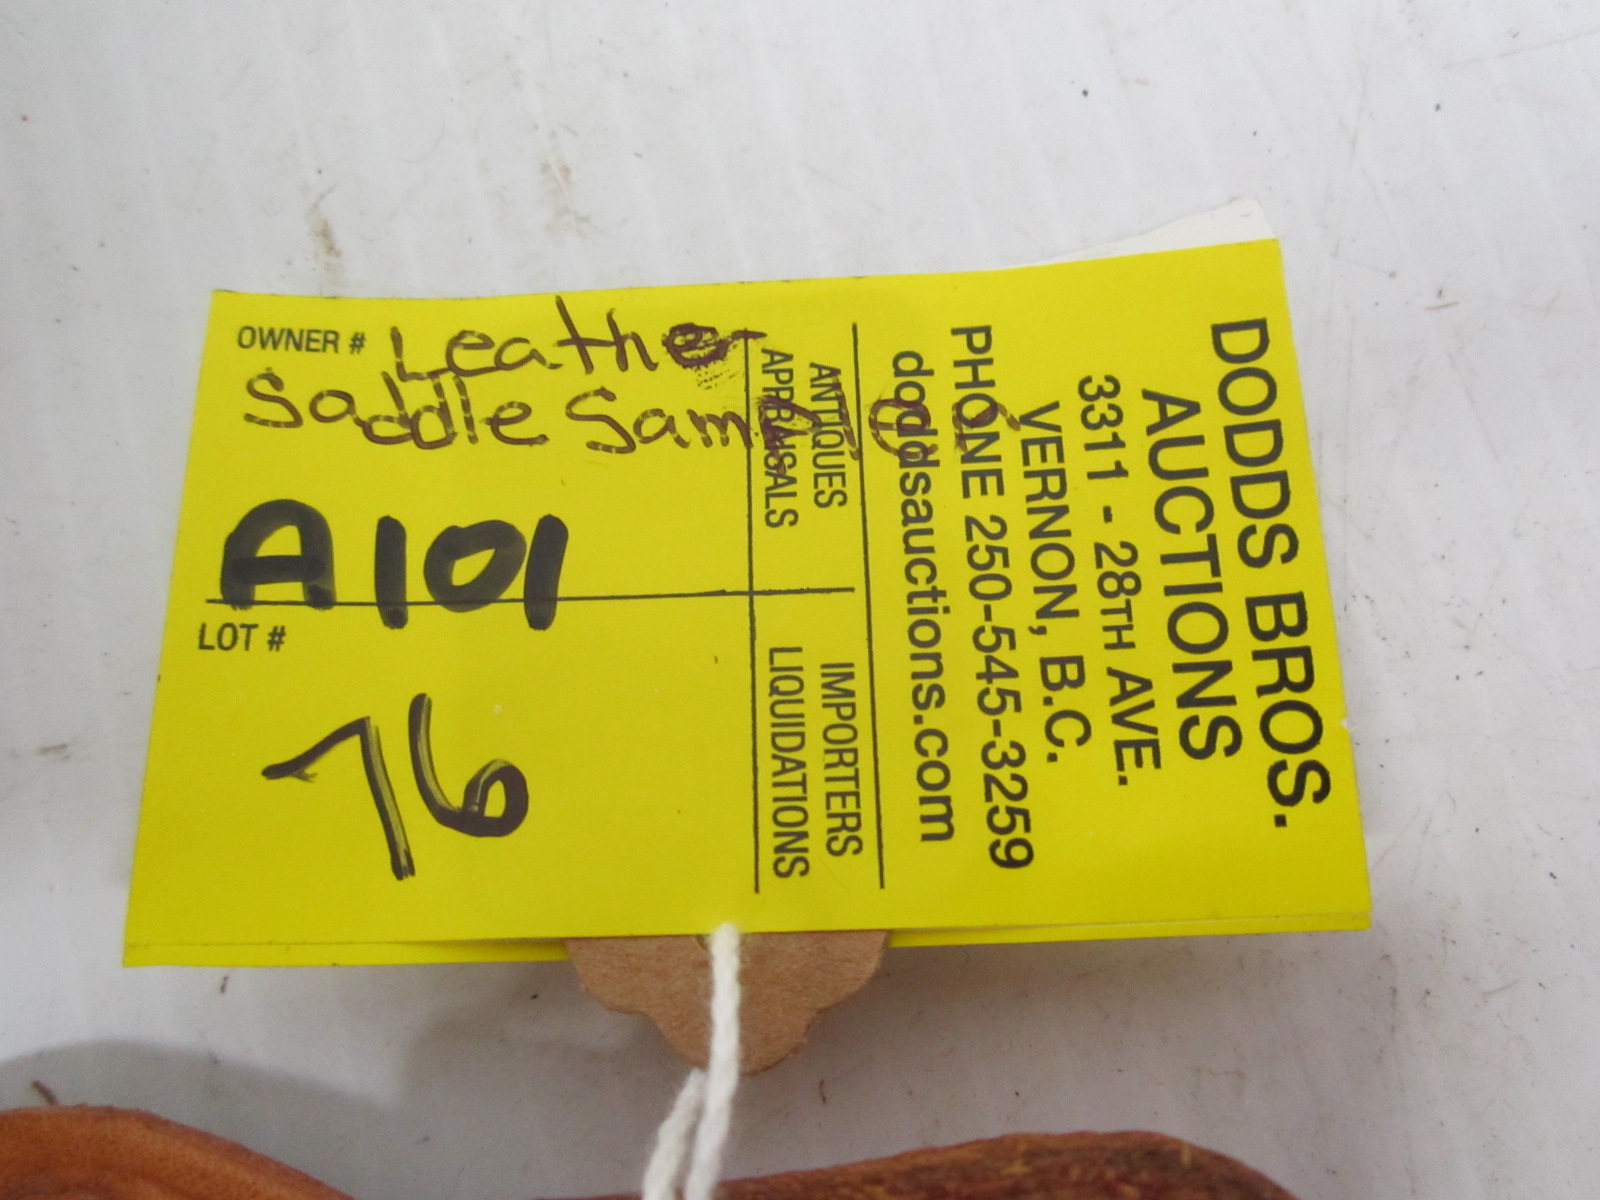 OWNER # Leather
Saddle Samples
A101
LOT #
76
ANTIQUES
APPRAISALS
IMPORTERS
LIQUIDATIONS
DODDS BROS.
AUCTIONS
3311 - 28TH AVE.
VERNON, B.C.
PHONE 250-545-3259
doddsauctions.com